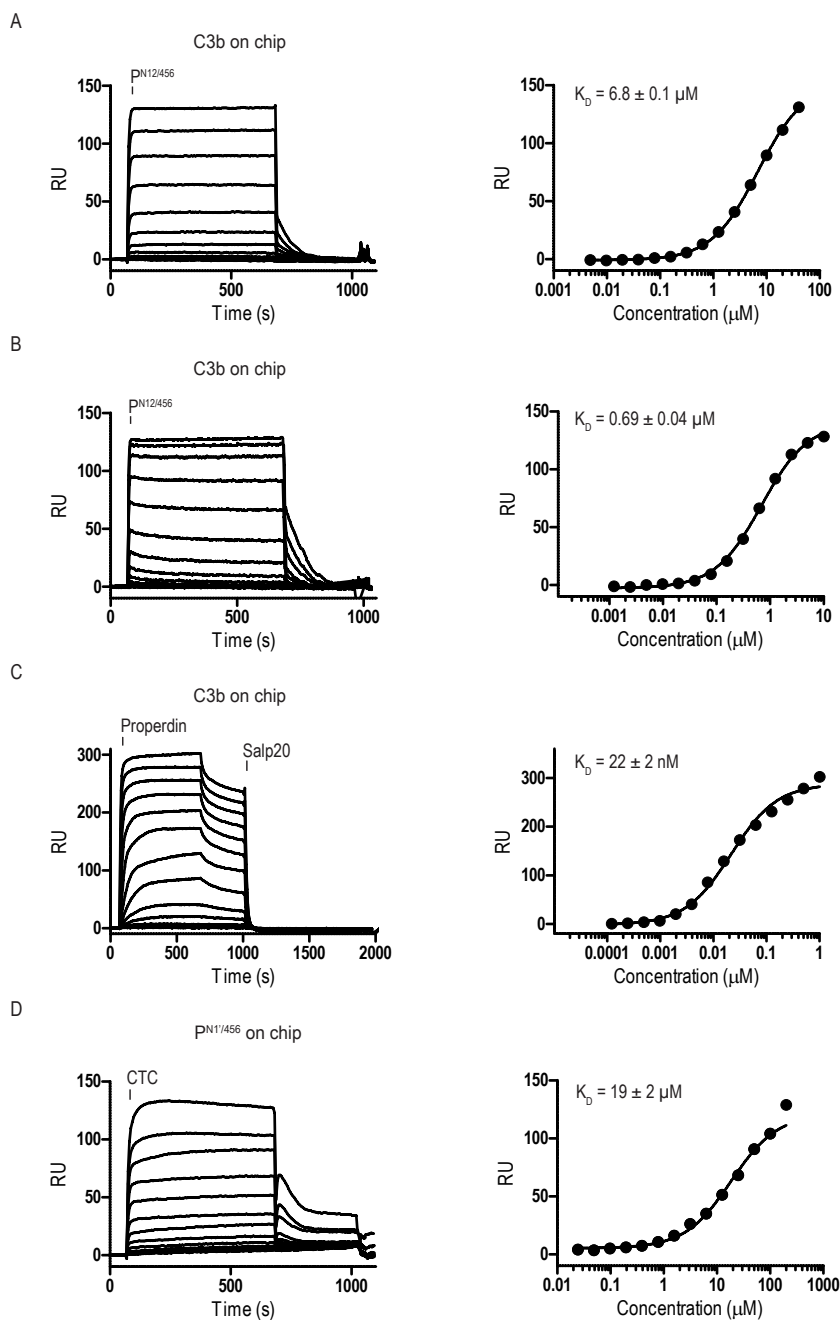 A
C3b on chip
P^N12/456
150
100
50
0
RU
0 500 1000
Time (s)
K_D = 6.8 ± 0.1 µM
150
100
50
0
RU
0.001 0.01 0.1 1 10 100
Concentration (µM)
B
C3b on chip
P^N12/456
150
100
50
0
RU
0 500 1000
Time (s)
K_D = 0.69 ± 0.04 µM
150
100
50
0
RU
0.001 0.01 0.1 1 10
Concentration (µM)
C
C3b on chip
Properdin
Salp20
300
200
100
0
RU
0 500 1000 1500 2000
Time (s)
K_D = 22 ± 2 nM
300
200
100
0
RU
0.0001 0.001 0.01 0.1 1
Concentration (µM)
D
P^N1'/456 on chip
CTC
150
100
50
0
RU
0 500 1000
Time (s)
K_D = 19 ± 2 µM
150
100
50
0
RU
0.01 0.1 1 10 100 1000
Concentration (µM)